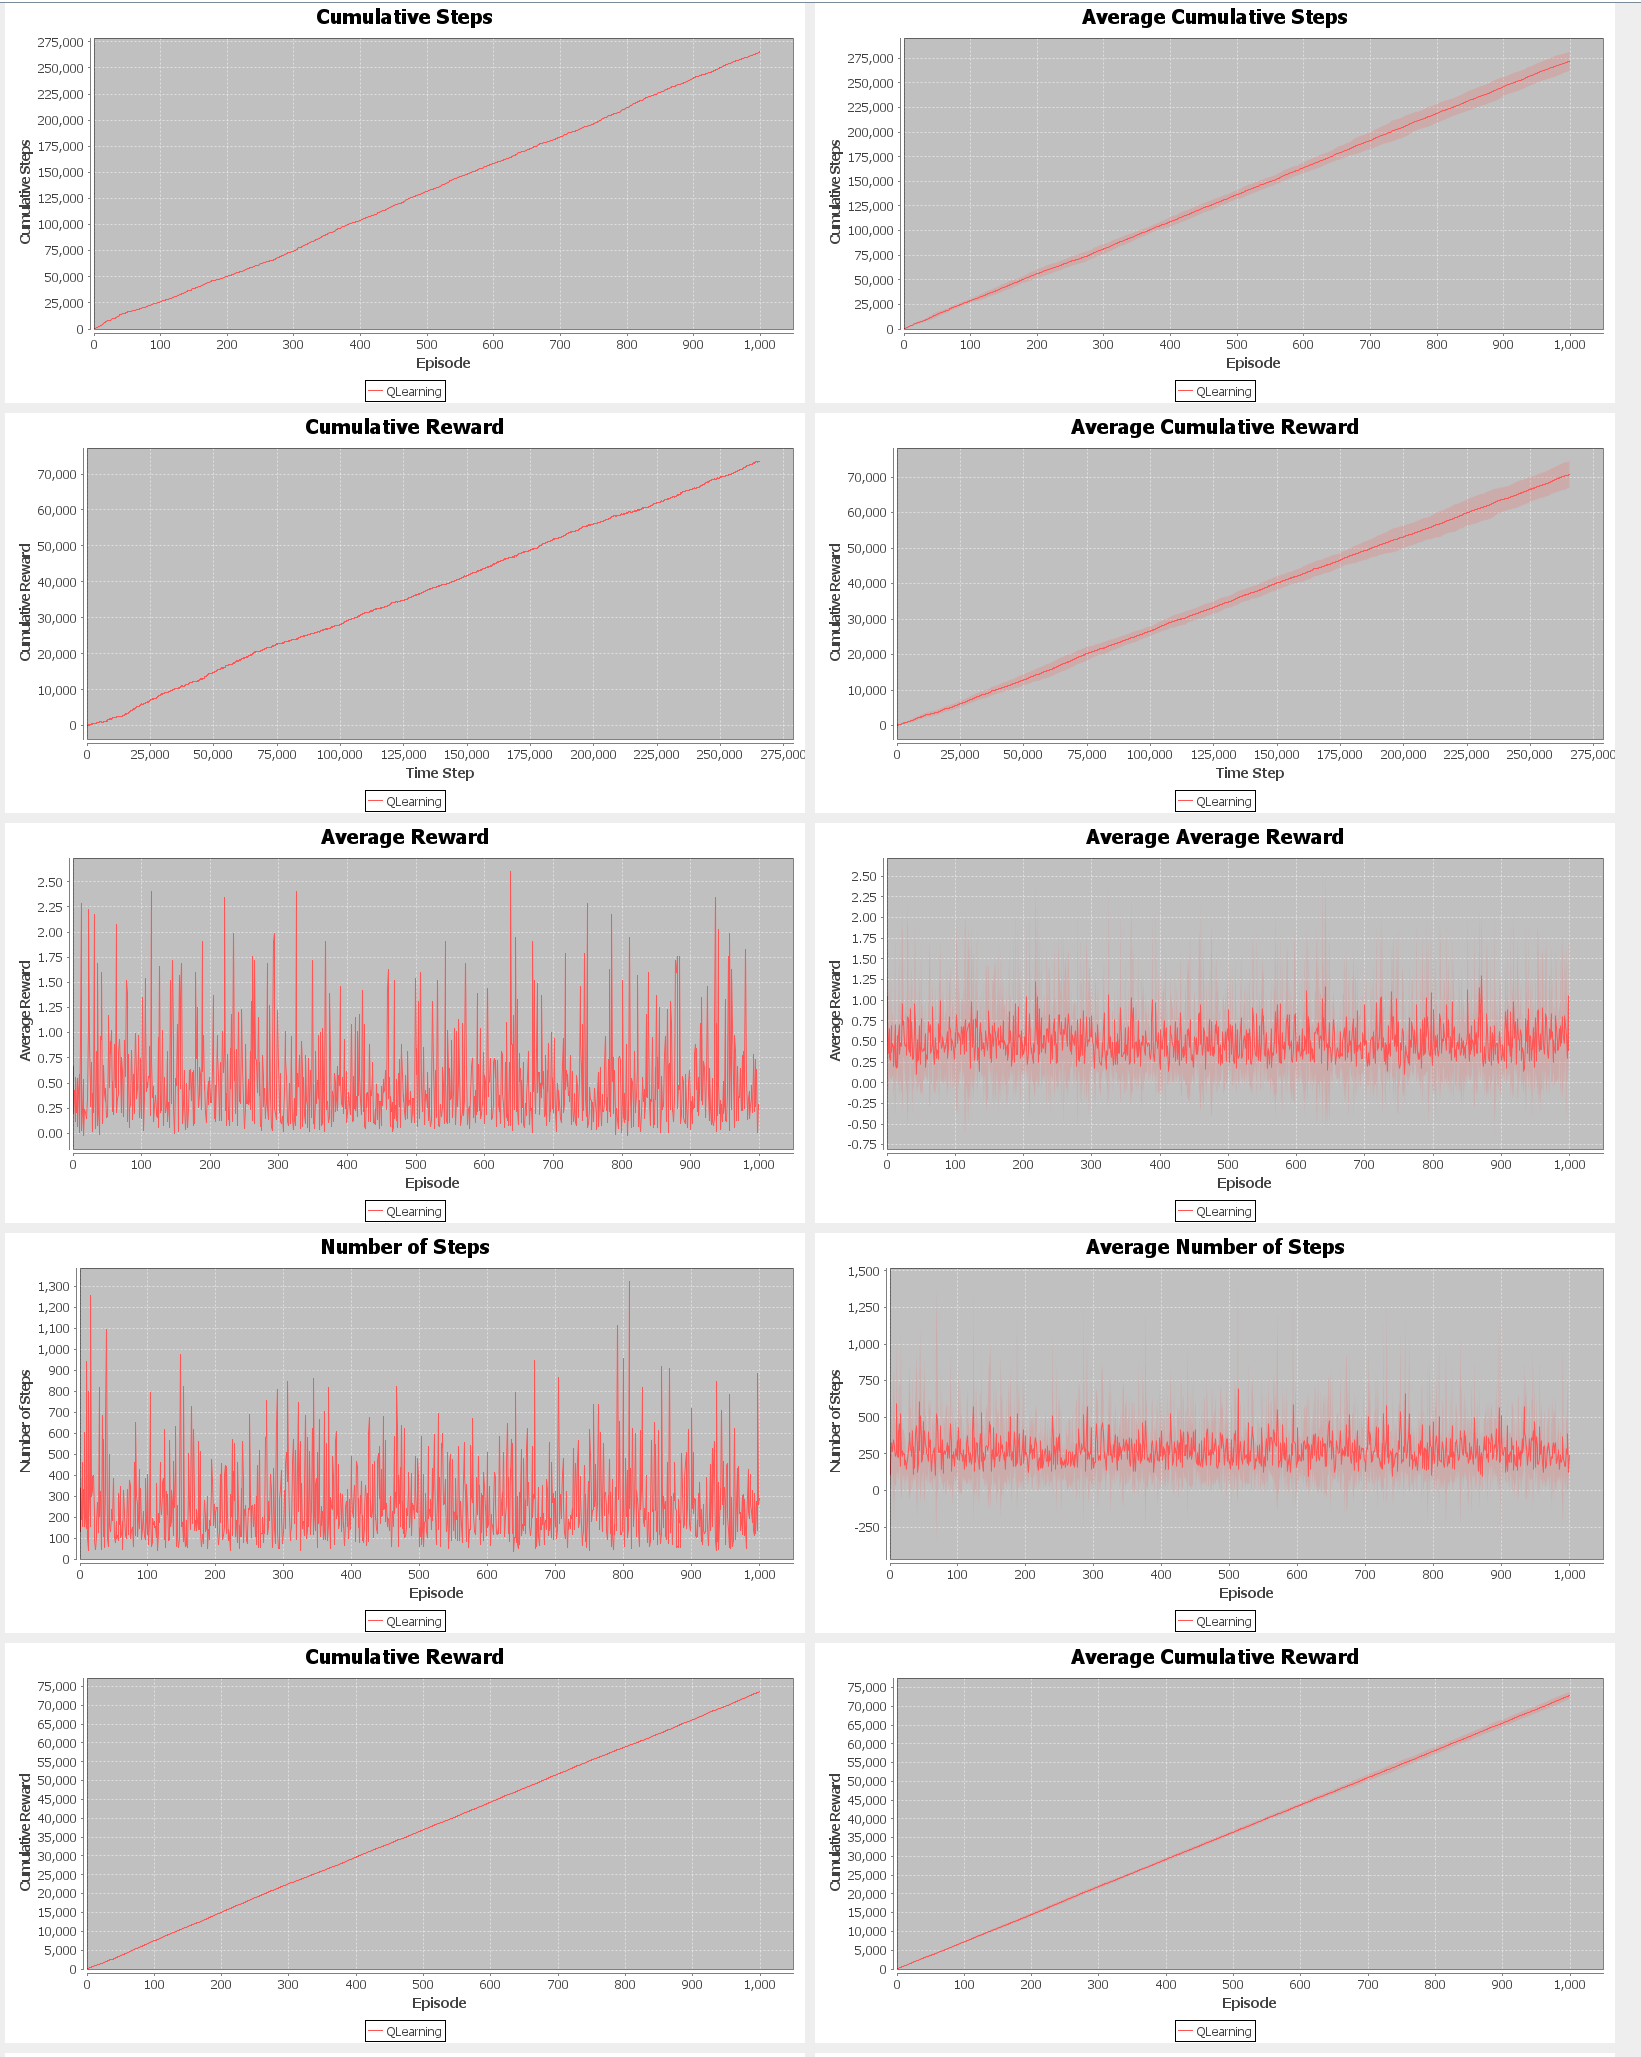 Cumulative Steps
275,000
250,000
225,000
200,000
175,000
150,000
125,000
100,000
75,000
50,000
25,000
0
Cumulative Steps
0 100 200 300 400 500 600 700 800 900 1,000
Episode
QLearning
Average Cumulative Steps
275,000
250,000
225,000
200,000
175,000
150,000
125,000
100,000
75,000
50,000
25,000
0
Cumulative Steps
0 100 200 300 400 500 600 700 800 900 1,000
Episode
QLearning
Cumulative Reward
70,000
60,000
50,000
40,000
30,000
20,000
10,000
0
Cumulative Reward
0 25,000 50,000 75,000 100,000 125,000 150,000 175,000 200,000 225,000 250,000 275,000
Time Step
QLearning
Average Cumulative Reward
70,000
60,000
50,000
40,000
30,000
20,000
10,000
0
Cumulative Reward
0 25,000 50,000 75,000 100,000 125,000 150,000 175,000 200,000 225,000 250,000 275,000
Time Step
QLearning
Average Reward
2.50
2.25
2.00
1.75
1.50
1.25
1.00
0.75
0.50
0.25
0.00
Average Reward
0 100 200 300 400 500 600 700 800 900 1,000
Episode
QLearning
Average Average Reward
2.50
2.25
2.00
1.75
1.50
1.25
1.00
0.75
0.50
0.25
0.00
-0.25
-0.50
-0.75
Average Reward
0 100 200 300 400 500 600 700 800 900 1,000
Episode
QLearning
Number of Steps
1,300
1,200
1,100
1,000
900
800
700
600
500
400
300
200
100
0
Number of Steps
0 100 200 300 400 500 600 700 800 900 1,000
Episode
QLearning
Average Number of Steps
1,500
1,250
1,000
750
500
250
0
-250
Number of Steps
0 100 200 300 400 500 600 700 800 900 1,000
Episode
QLearning
Cumulative Reward
75,000
70,000
65,000
60,000
55,000
50,000
45,000
40,000
35,000
30,000
25,000
20,000
15,000
10,000
5,000
0
Cumulative Reward
0 100 200 300 400 500 600 700 800 900 1,000
Episode
QLearning
Average Cumulative Reward
75,000
70,000
65,000
60,000
55,000
50,000
45,000
40,000
35,000
30,000
25,000
20,000
15,000
10,000
5,000
0
Cumulative Reward
0 100 200 300 400 500 600 700 800 900 1,000
Episode
QLearning